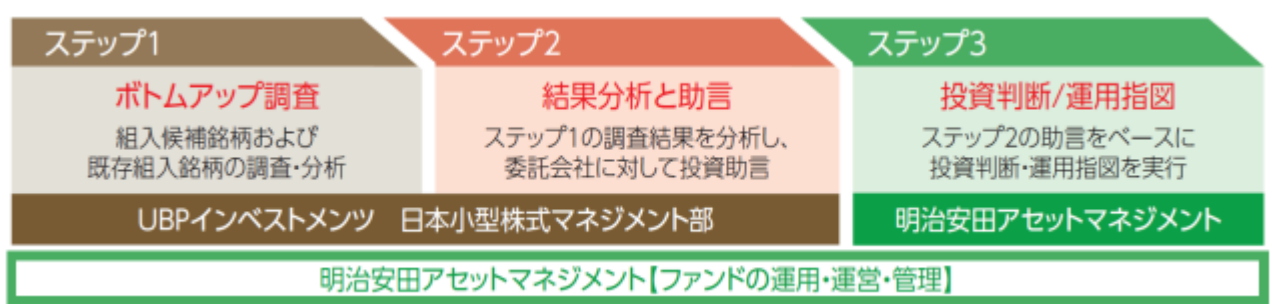 ステップ1
ボトムアップ調査
組入候補銘柄および
既存組入銘柄の調査・分析
ステップ2
結果分析と助言
ステップ1の調査結果を分析し、
委託会社に対して投資助言
ステップ3
投資判断/運用指図
ステップ2の助言をベースに
投資判断・運用指図を実行
UBPインベストメンツ 日本小型株式マネジメント部
明治安田アセットマネジメント
明治安田アセットマネジメント【ファンドの運用・運営・管理】